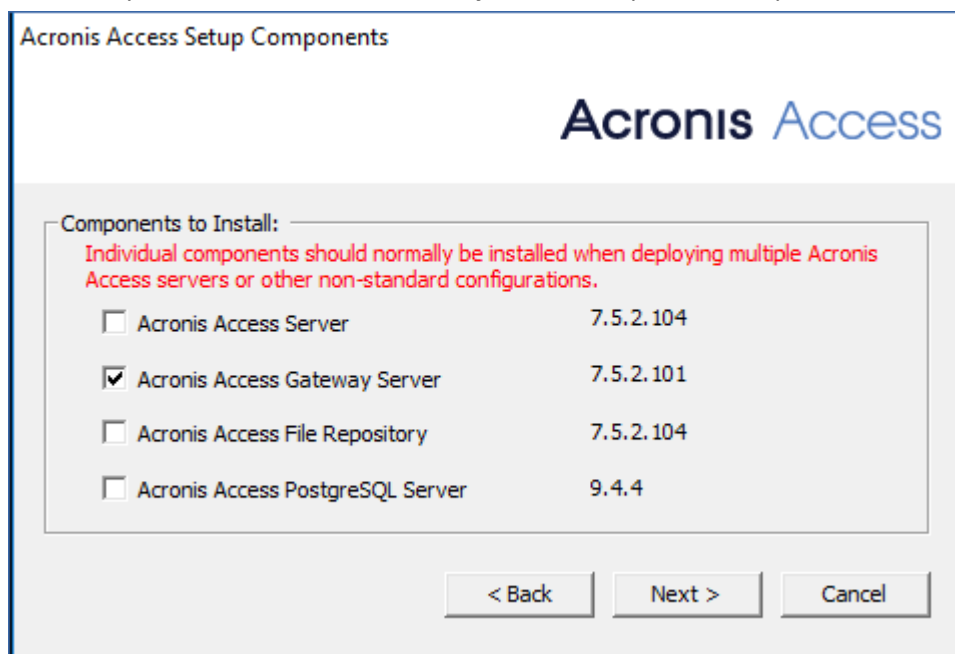 Acronis Access Setup Components
Acronis Access
Components to Install:
Individual components should normally be installed when deploying multiple Acronis
Access servers or other non-standard configurations.
Acronis Access Server 7.5.2.104
Acronis Access Gateway Server 7.5.2.101
Acronis Access File Repository 7.5.2.104
Acronis Access PostgreSQL Server 9.4.4
< Back Next > Cancel